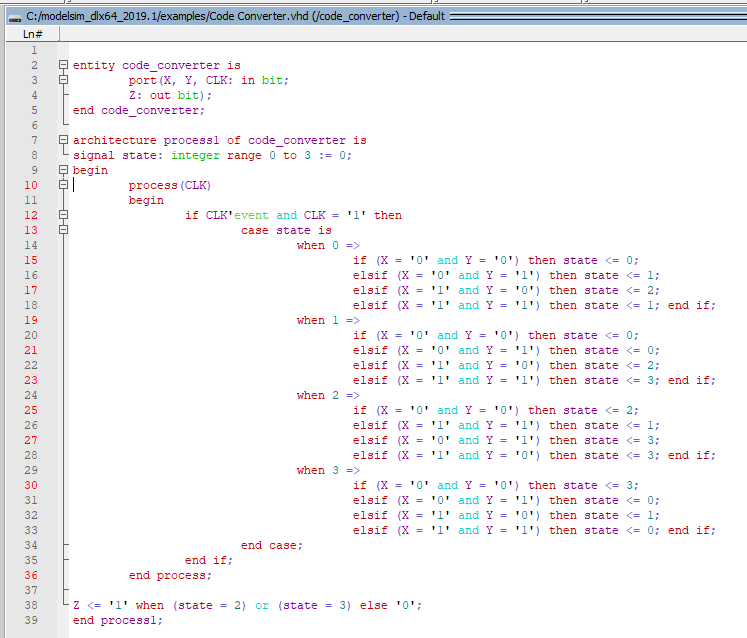 C:/modelsim_dlx64_2019.1/examples/Code Converter.vhd (/code_converter) - Default
Ln#
1
2 entity code_converter is
3 port(X, Y, CLK: in bit;
4 Z: out bit);
5 end code_converter;
6
7 architecture process1 of code_converter is
8 signal state: integer range 0 to 3 := 0;
9 begin
10 process(CLK)
11 begin
12 if CLK'event and CLK = '1' then
13 case state is
14 when 0 =>
15 if (X = '0' and Y = '0') then state <= 0;
16 elsif (X = '0' and Y = '1') then state <= 1;
17 elsif (X = '1' and Y = '0') then state <= 2;
18 elsif (X = '1' and Y = '1') then state <= 1; end if;
19 when 1 =>
20 if (X = '0' and Y = '0') then state <= 0;
21 elsif (X = '0' and Y = '1') then state <= 0;
22 elsif (X = '1' and Y = '0') then state <= 2;
23 elsif (X = '1' and Y = '1') then state <= 3; end if;
24 when 2 =>
25 if (X = '0' and Y = '0') then state <= 2;
26 elsif (X = '1' and Y = '1') then state <= 1;
27 elsif (X = '0' and Y = '1') then state <= 3;
28 elsif (X = '1' and Y = '0') then state <= 3; end if;
29 when 3 =>
30 if (X = '0' and Y = '0') then state <= 3;
31 elsif (X = '0' and Y = '1') then state <= 0;
32 elsif (X = '1' and Y = '0') then state <= 1;
33 elsif (X = '1' and Y = '1') then state <= 0; end if;
34 end case;
35 end if;
36 end process;
37
38 Z <= '1' when (state = 2) or (state = 3) else '0';
39 end process1;